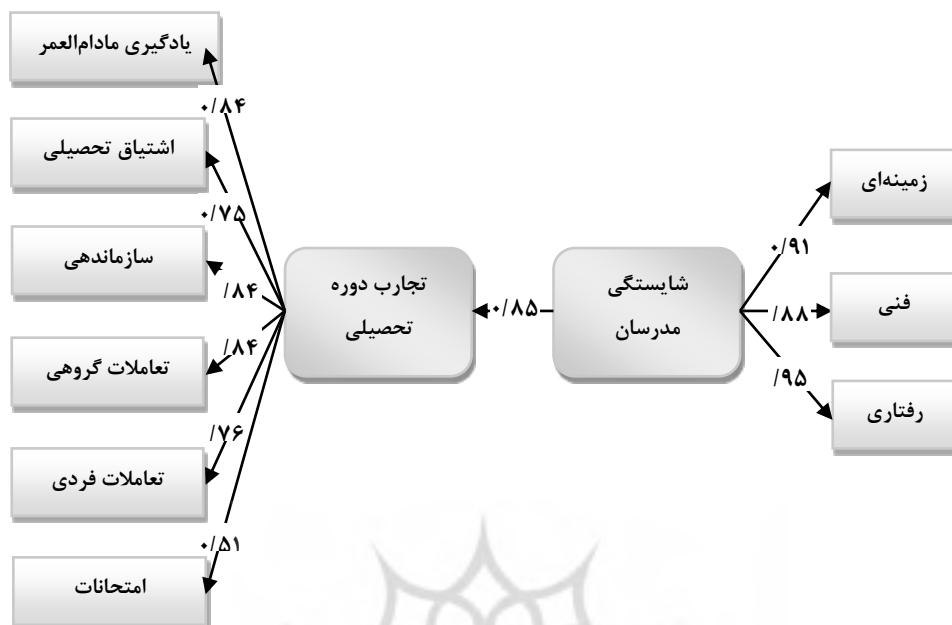 یادگیری مادام‌العمر
۰/۸۴
اشتیاق تحصیلی
زمینه‌ای
۰/۷۵
سازماندهی
۰/۹۱
تجارب دوره
تحصیلی
شایستگی
مدرسان
/۸۴
۰/۸۵
/۸۸
فنی
تعاملات گروهی
/۸۴
/۹۵
رفتاری
/۷۶
تعاملات فردی
۰/۵۱
امتحانات